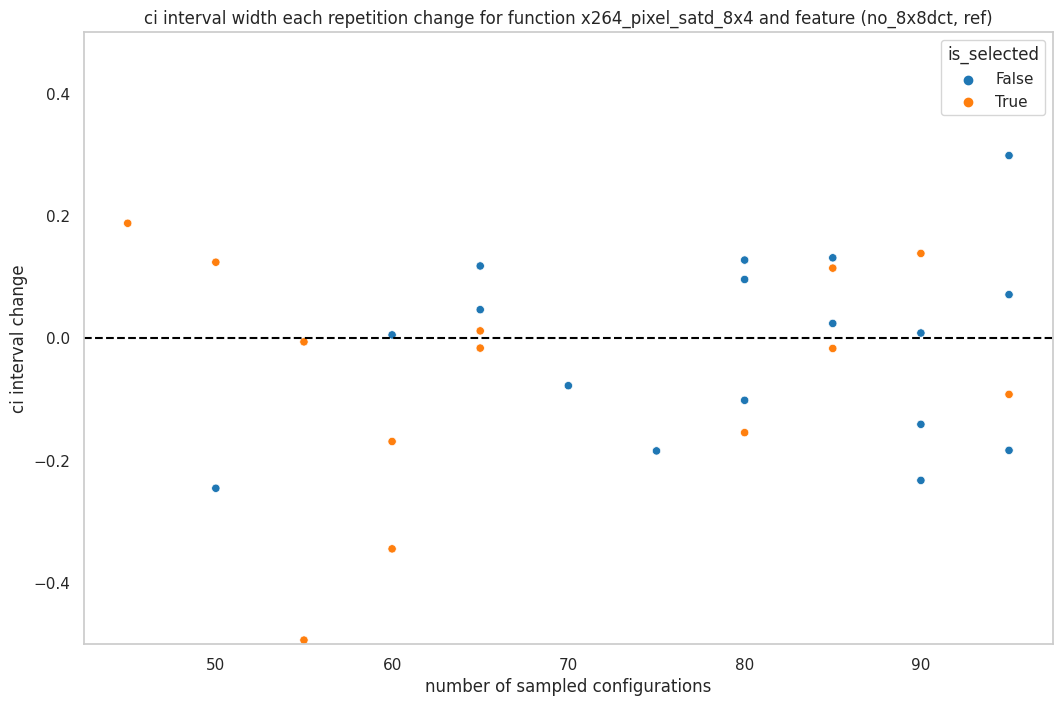 ci interval width each repetition change for function x264_pixel_satd_8x4 and feature (no_8x8dct, ref)
is_selected
False
True
0.4
0.2
0.0
−0.2
−0.4
ci interval change
50
60
70
80
90
number of sampled configurations